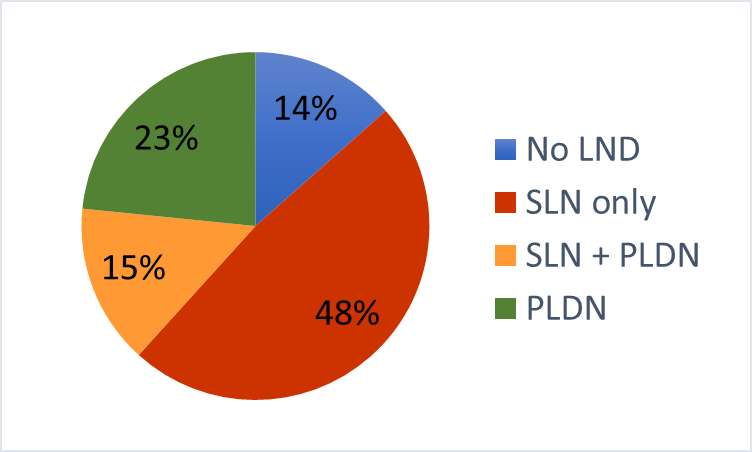 14%
23%
15%
48%
No LND
SLN only
SLN + PLDN
PLDN